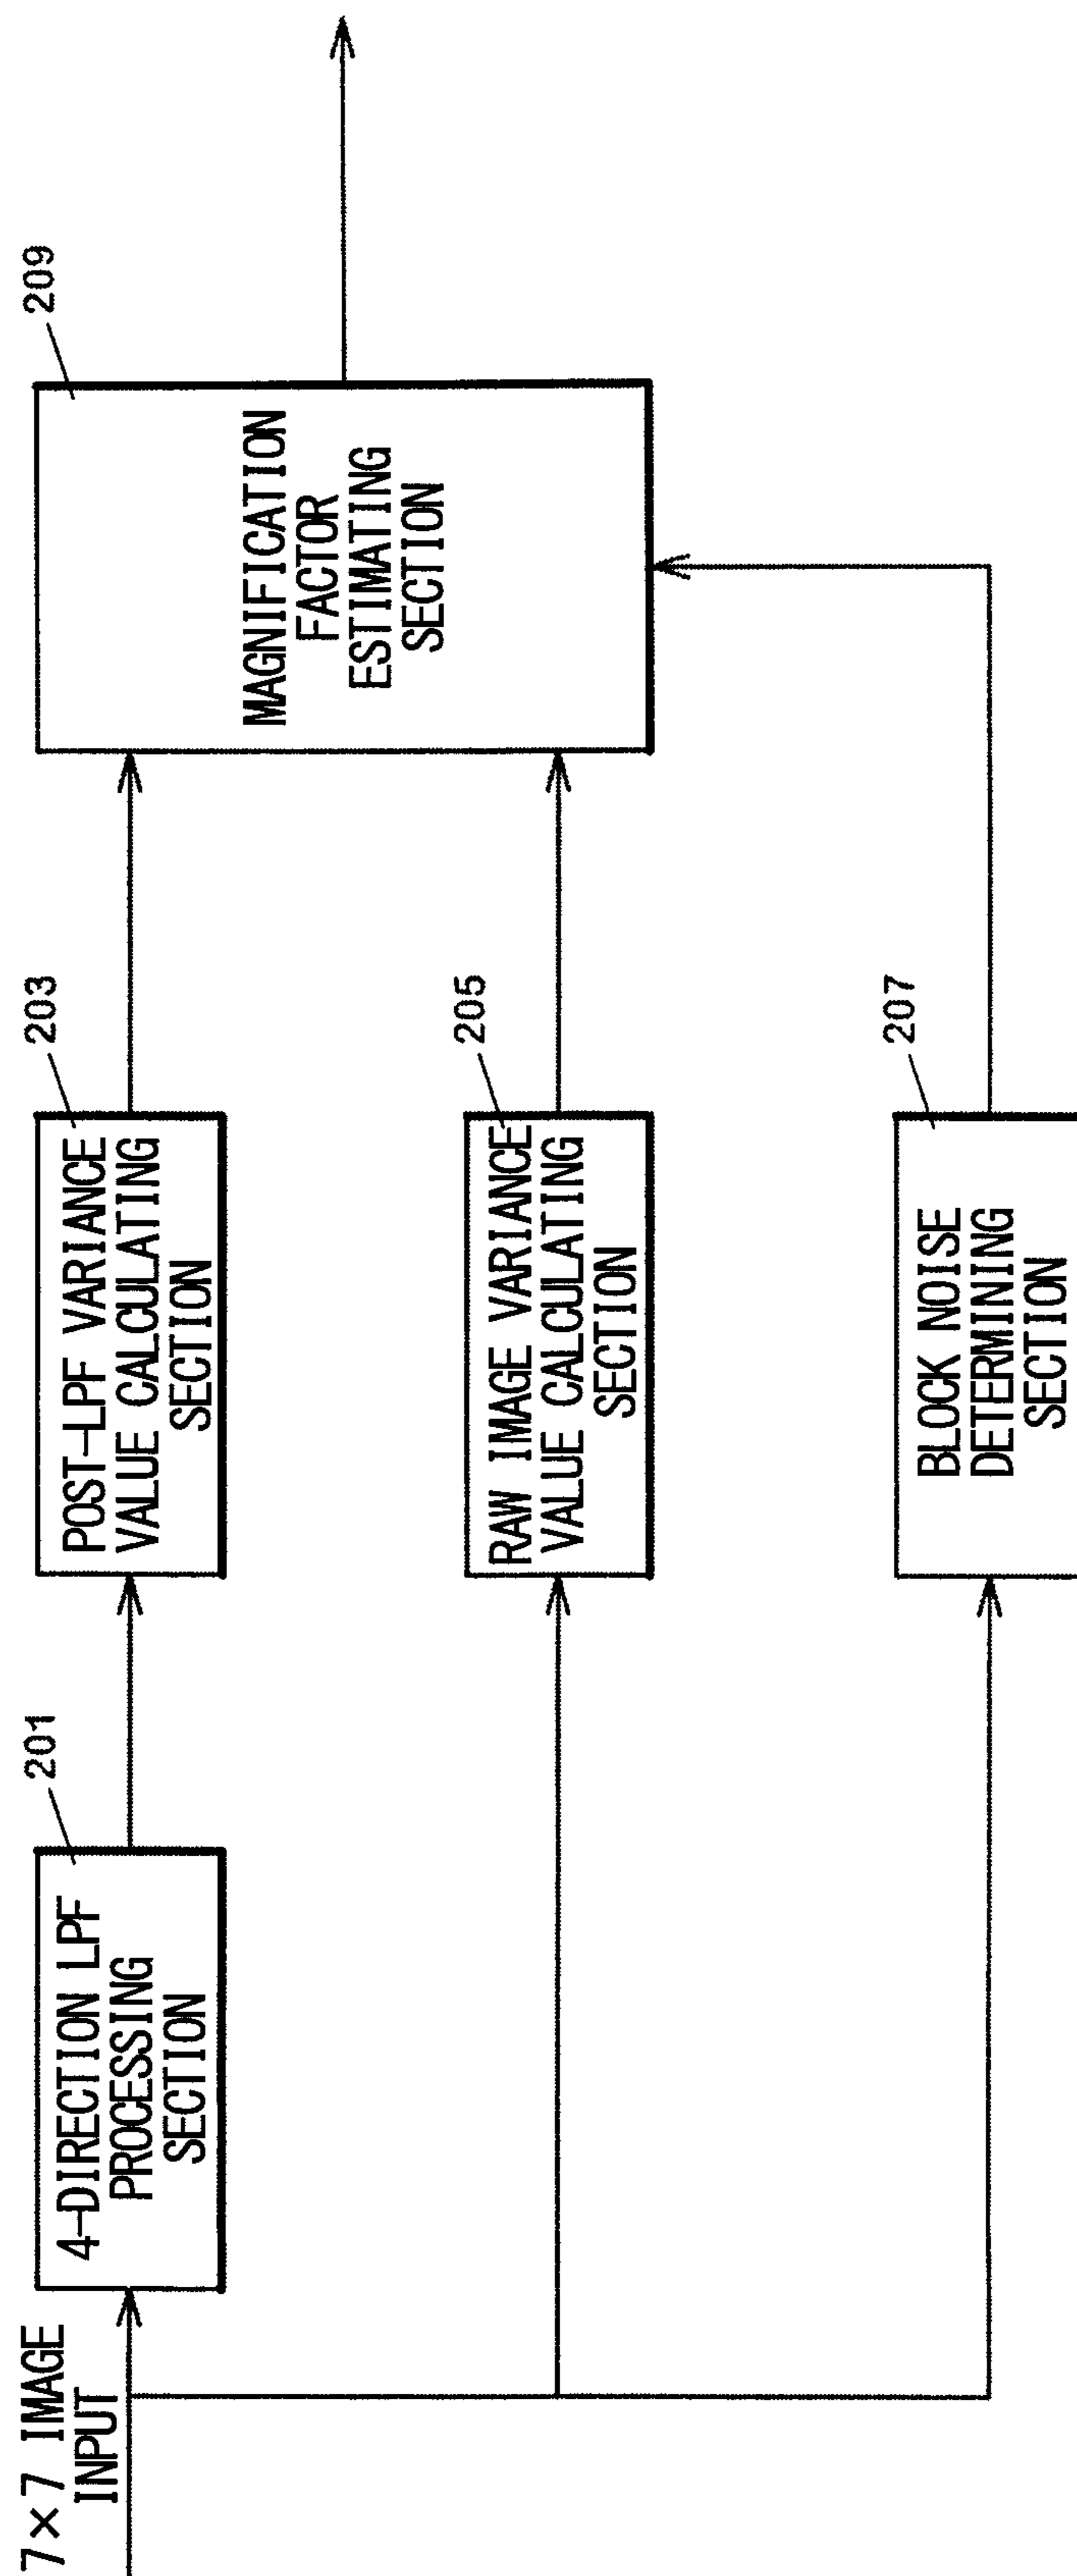 7×7 IMAGE
INPUT
201
4-DIRECTION LPF
PROCESSING
SECTION
203
POST-LPF VARIANCE
VALUE CALCULATING
SECTION
205
RAW IMAGE VARIANCE
VALUE CALCULATING
SECTION
207
BLOCK NOISE
DETERMINING
SECTION
209
MAGNIFICATION
FACTOR
ESTIMATING
SECTION